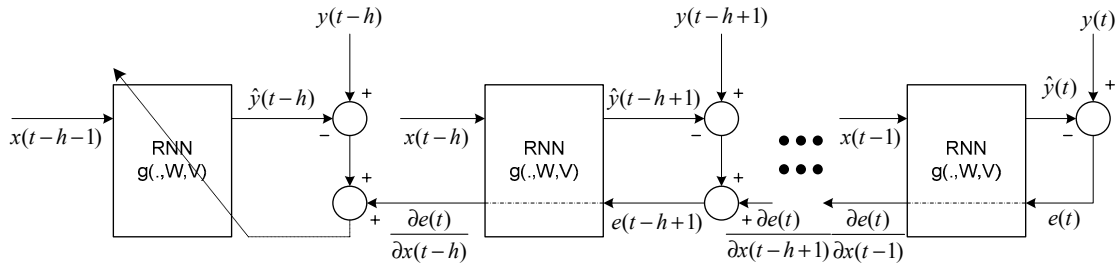 y(t−h)
y(t−h+1)
y(t)
+
+
+
ŷ(t−h)
ŷ(t−h+1)
ŷ(t)
−
−
−
x(t−h−1)
RNN
g(.,W,V)
x(t−h)
RNN
g(.,W,V)
x(t−1)
RNN
g(.,W,V)
+
+
∂e(t)/∂x(t−h)
e(t−h+1)
+
+
∂e(t)/∂x(t−h+1)
∂e(t)/∂x(t−1)
e(t)